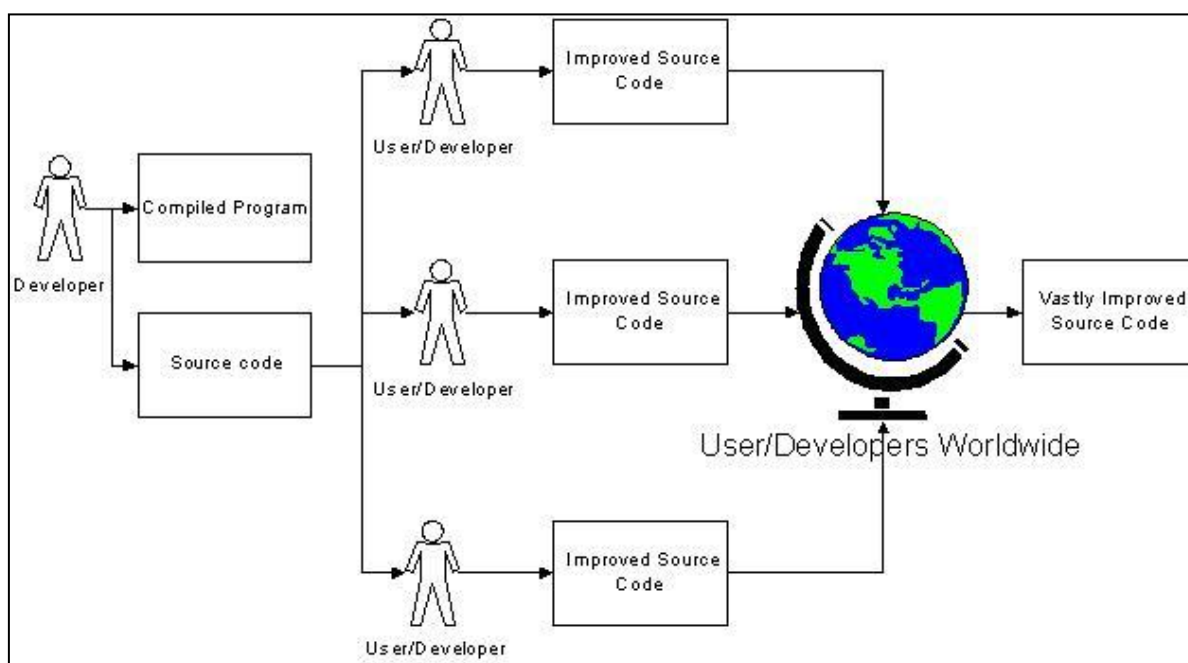 Developer
Compiled Program
Source code
User/Developer
Improved Source
Code
User/Developer
Improved Source
Code
User/Developer
Improved Source
Code
User/Developers Worldwide
Vastly Improved
Source Code